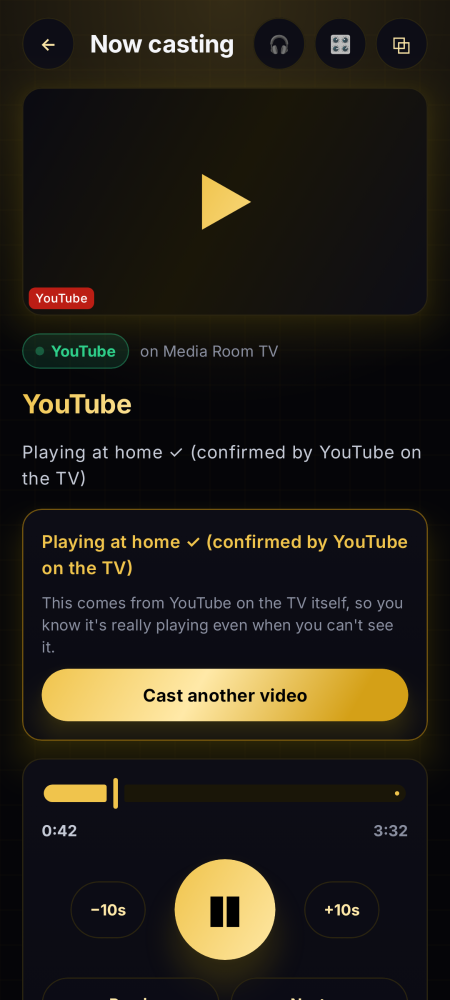 Now casting
YouTube
YouTube
on Media Room TV
YouTube
Playing at home ✓ (confirmed by YouTube on
the TV)
Playing at home ✓ (confirmed by YouTube
on the TV)
This comes from YouTube on the TV itself, so you
know it's really playing even when you can't see
it.
Cast another video
0:42
3:32
−10s
+10s